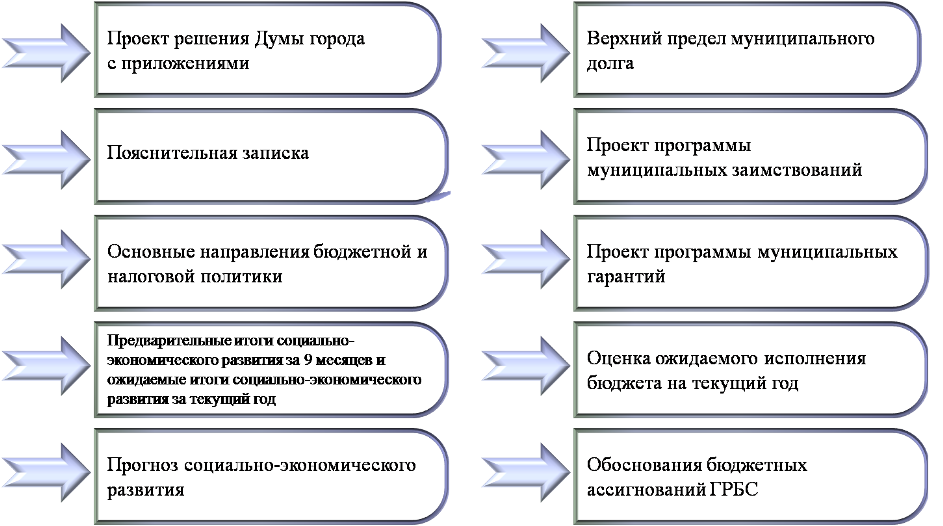 Проект решения Думы города
с приложениями
Пояснительная записка
Основные направления бюджетной и
налоговой политики
Предварительные итоги социально-
экономического развития за 9 месяцев и
ожидаемые итоги социально-экономического
развития за текущий год
Прогноз социально-экономического
развития
Верхний предел муниципального
долга
Проект программы
муниципальных заимствований
Проект программы муниципальных
гарантий
Оценка ожидаемого исполнения
бюджета на текущий год
Обоснования бюджетных
ассигнований ГРБС